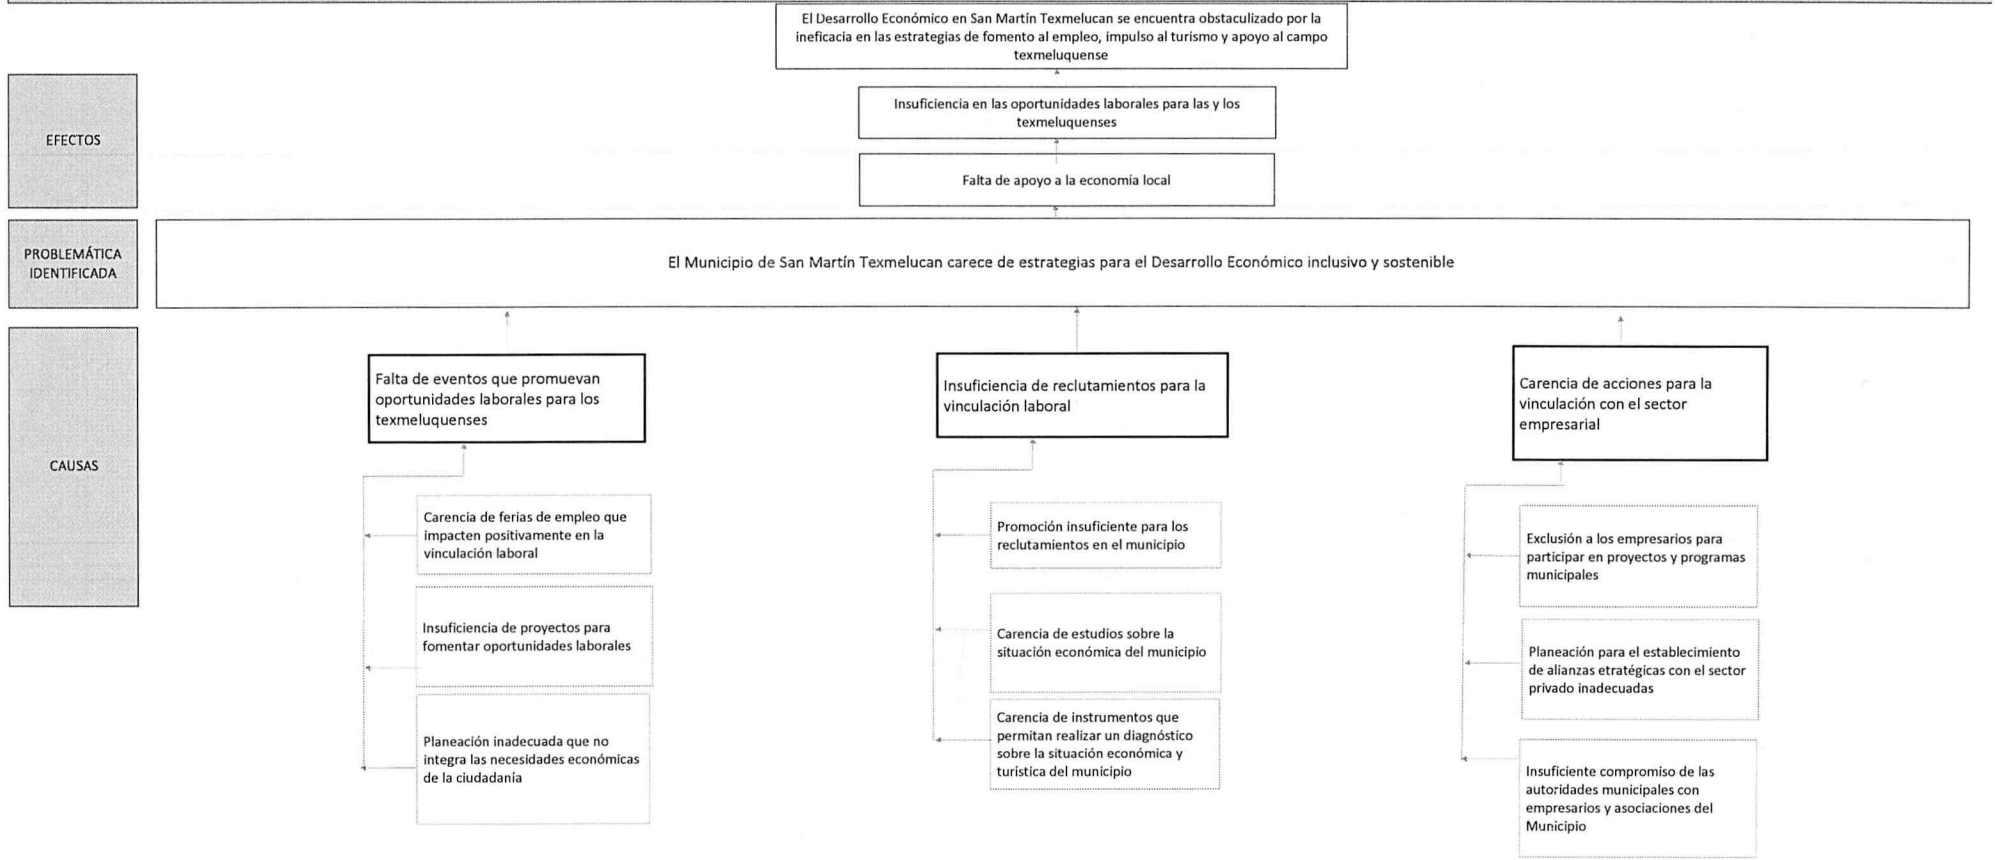 El Desarrollo Económico en San Martín Texmelucan se encuentra obstaculizado por la
ineficacia en las estrategias de fomento al empleo, impulso al turismo y apoyo al campo
texmeluquense
EFECTOS
Insuficiencia en las oportunidades laborales para las y los
texmeluquenses
Falta de apoyo a la economía local
PROBLEMÁTICA
IDENTIFICADA
El Municipio de San Martín Texmelucan carece de estrategias para el Desarrollo Económico inclusivo y sostenible
CAUSAS
Falta de eventos que promuevan
oportunidades laborales para los
texmeluquenses
Carencia de ferias de empleo que
impacten positivamente en la
vinculación laboral
Insuficiencia de proyectos para
fomentar oportunidades laborales
Planeación inadecuada que no
integra las necesidades económicas
de la ciudadanía
Insuficiencia de reclutamientos para la
vinculación laboral
Promoción insuficiente para los
reclutamientos en el municipio
Carencia de estudios sobre la
situación económica del municipio
Carencia de instrumentos que
permitan realizar un diagnóstico
sobre la situación económica y
turística del municipio
Carencia de acciones para la
vinculación con el sector
empresarial
Exclusión a los empresarios para
participar en proyectos y programas
municipales
Planeación para el establecimiento
de alianzas etratégicas con el sector
privado inadecuadas
Insuficiente compromiso de las
autoridades municipales con
empresarios y asociaciones del
Municipio